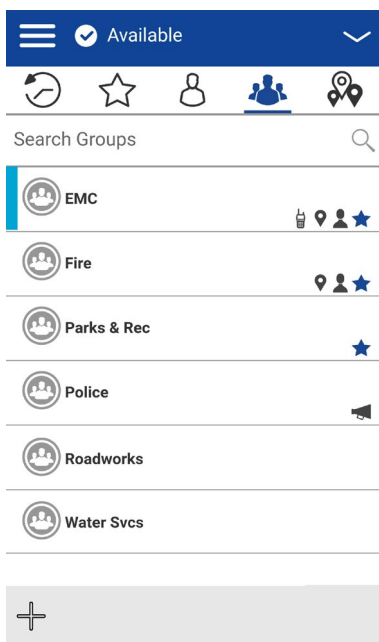 Available
Search Groups
EMC
Fire
Parks & Rec
Police
Roadworks
Water Svcs